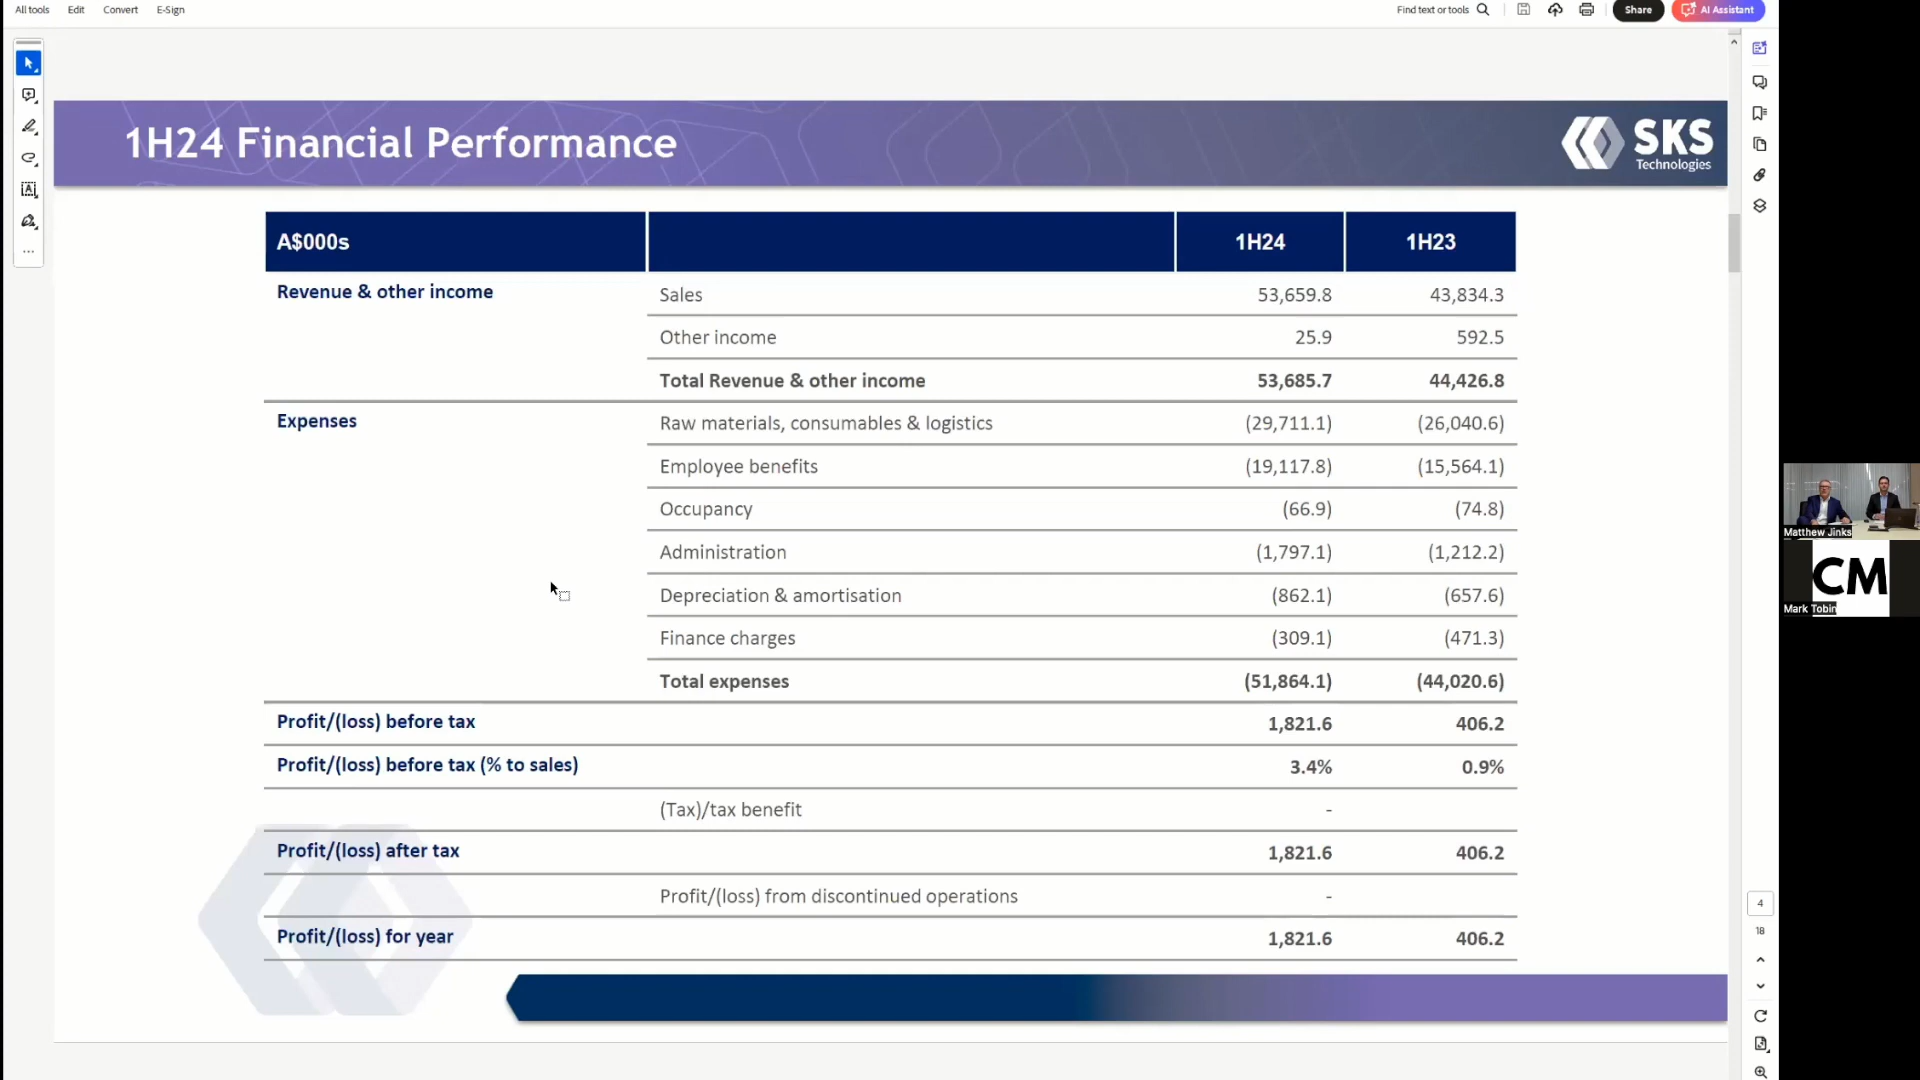 All tools Edit Convert E-Sign Find text or tools Share AI Assistant
1H24 Financial Performance
SKS
Technologies
A$000s 1H24 1H23
Revenue & other income Sales 53,659.8 43,834.3
Other income 25.9 592.5
Total Revenue & other income 53,685.7 44,426.8
Expenses Raw materials, consumables & logistics (29,711.1) (26,040.6)
Employee benefits (19,117.8) (15,564.1)
Occupancy (66.9) (74.8)
Administration (1,797.1) (1,212.2)
Depreciation & amortisation (862.1) (657.6)
Finance charges (309.1) (471.3)
Total expenses (51,864.1) (44,020.6)
Profit/(loss) before tax 1,821.6 406.2
Profit/(loss) before tax (% to sales) 3.4% 0.9%
(Tax)/tax benefit -
Profit/(loss) after tax 1,821.6 406.2
Profit/(loss) from discontinued operations -
Profit/(loss) for year 1,821.6 406.2
4
18
Matthew Jinks
CM
Mark Tobin